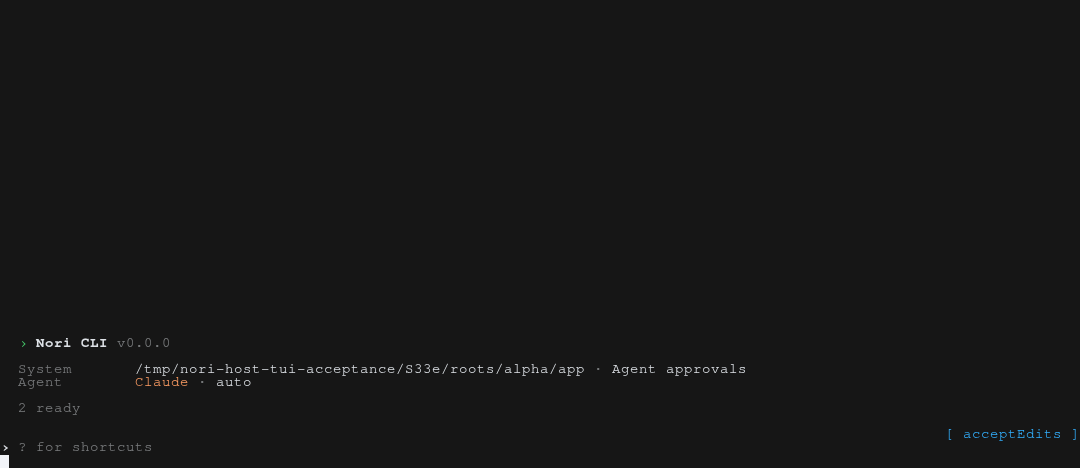 › Nori CLI v0.0.0
System /tmp/nori-host-tui-acceptance/S33e/roots/alpha/app · Agent approvals
Agent Claude · auto
2 ready
[ acceptEdits ]
› ? for shortcuts